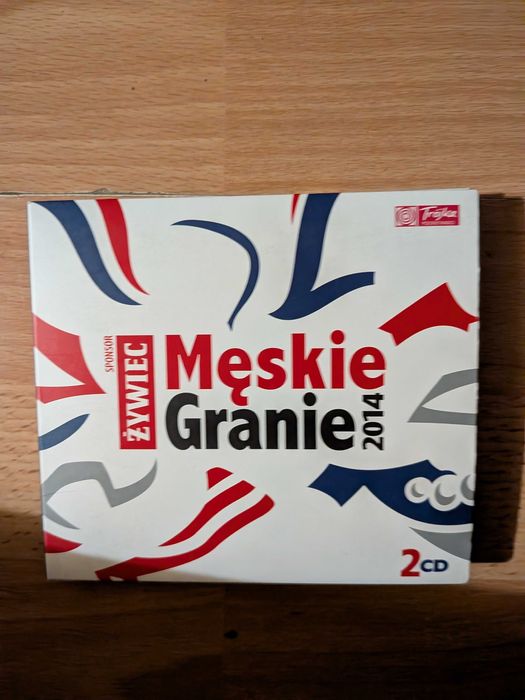 Trójka
SPONSOR
ŻYWIEC
Męskie
Granie
2014
2CD